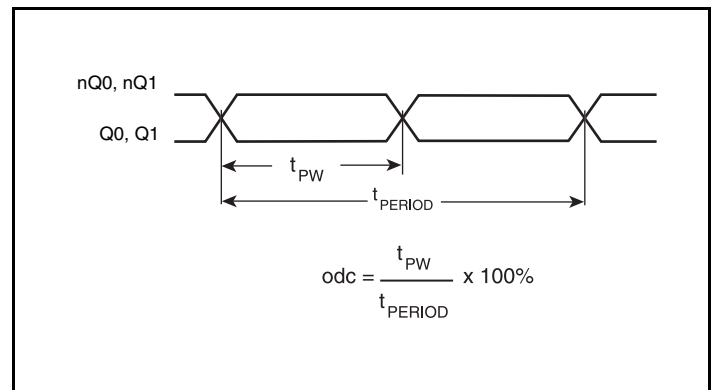 nQ0, nQ1
Q0, Q1
tPW
tPERIOD
odc = tPW / tPERIOD x 100%